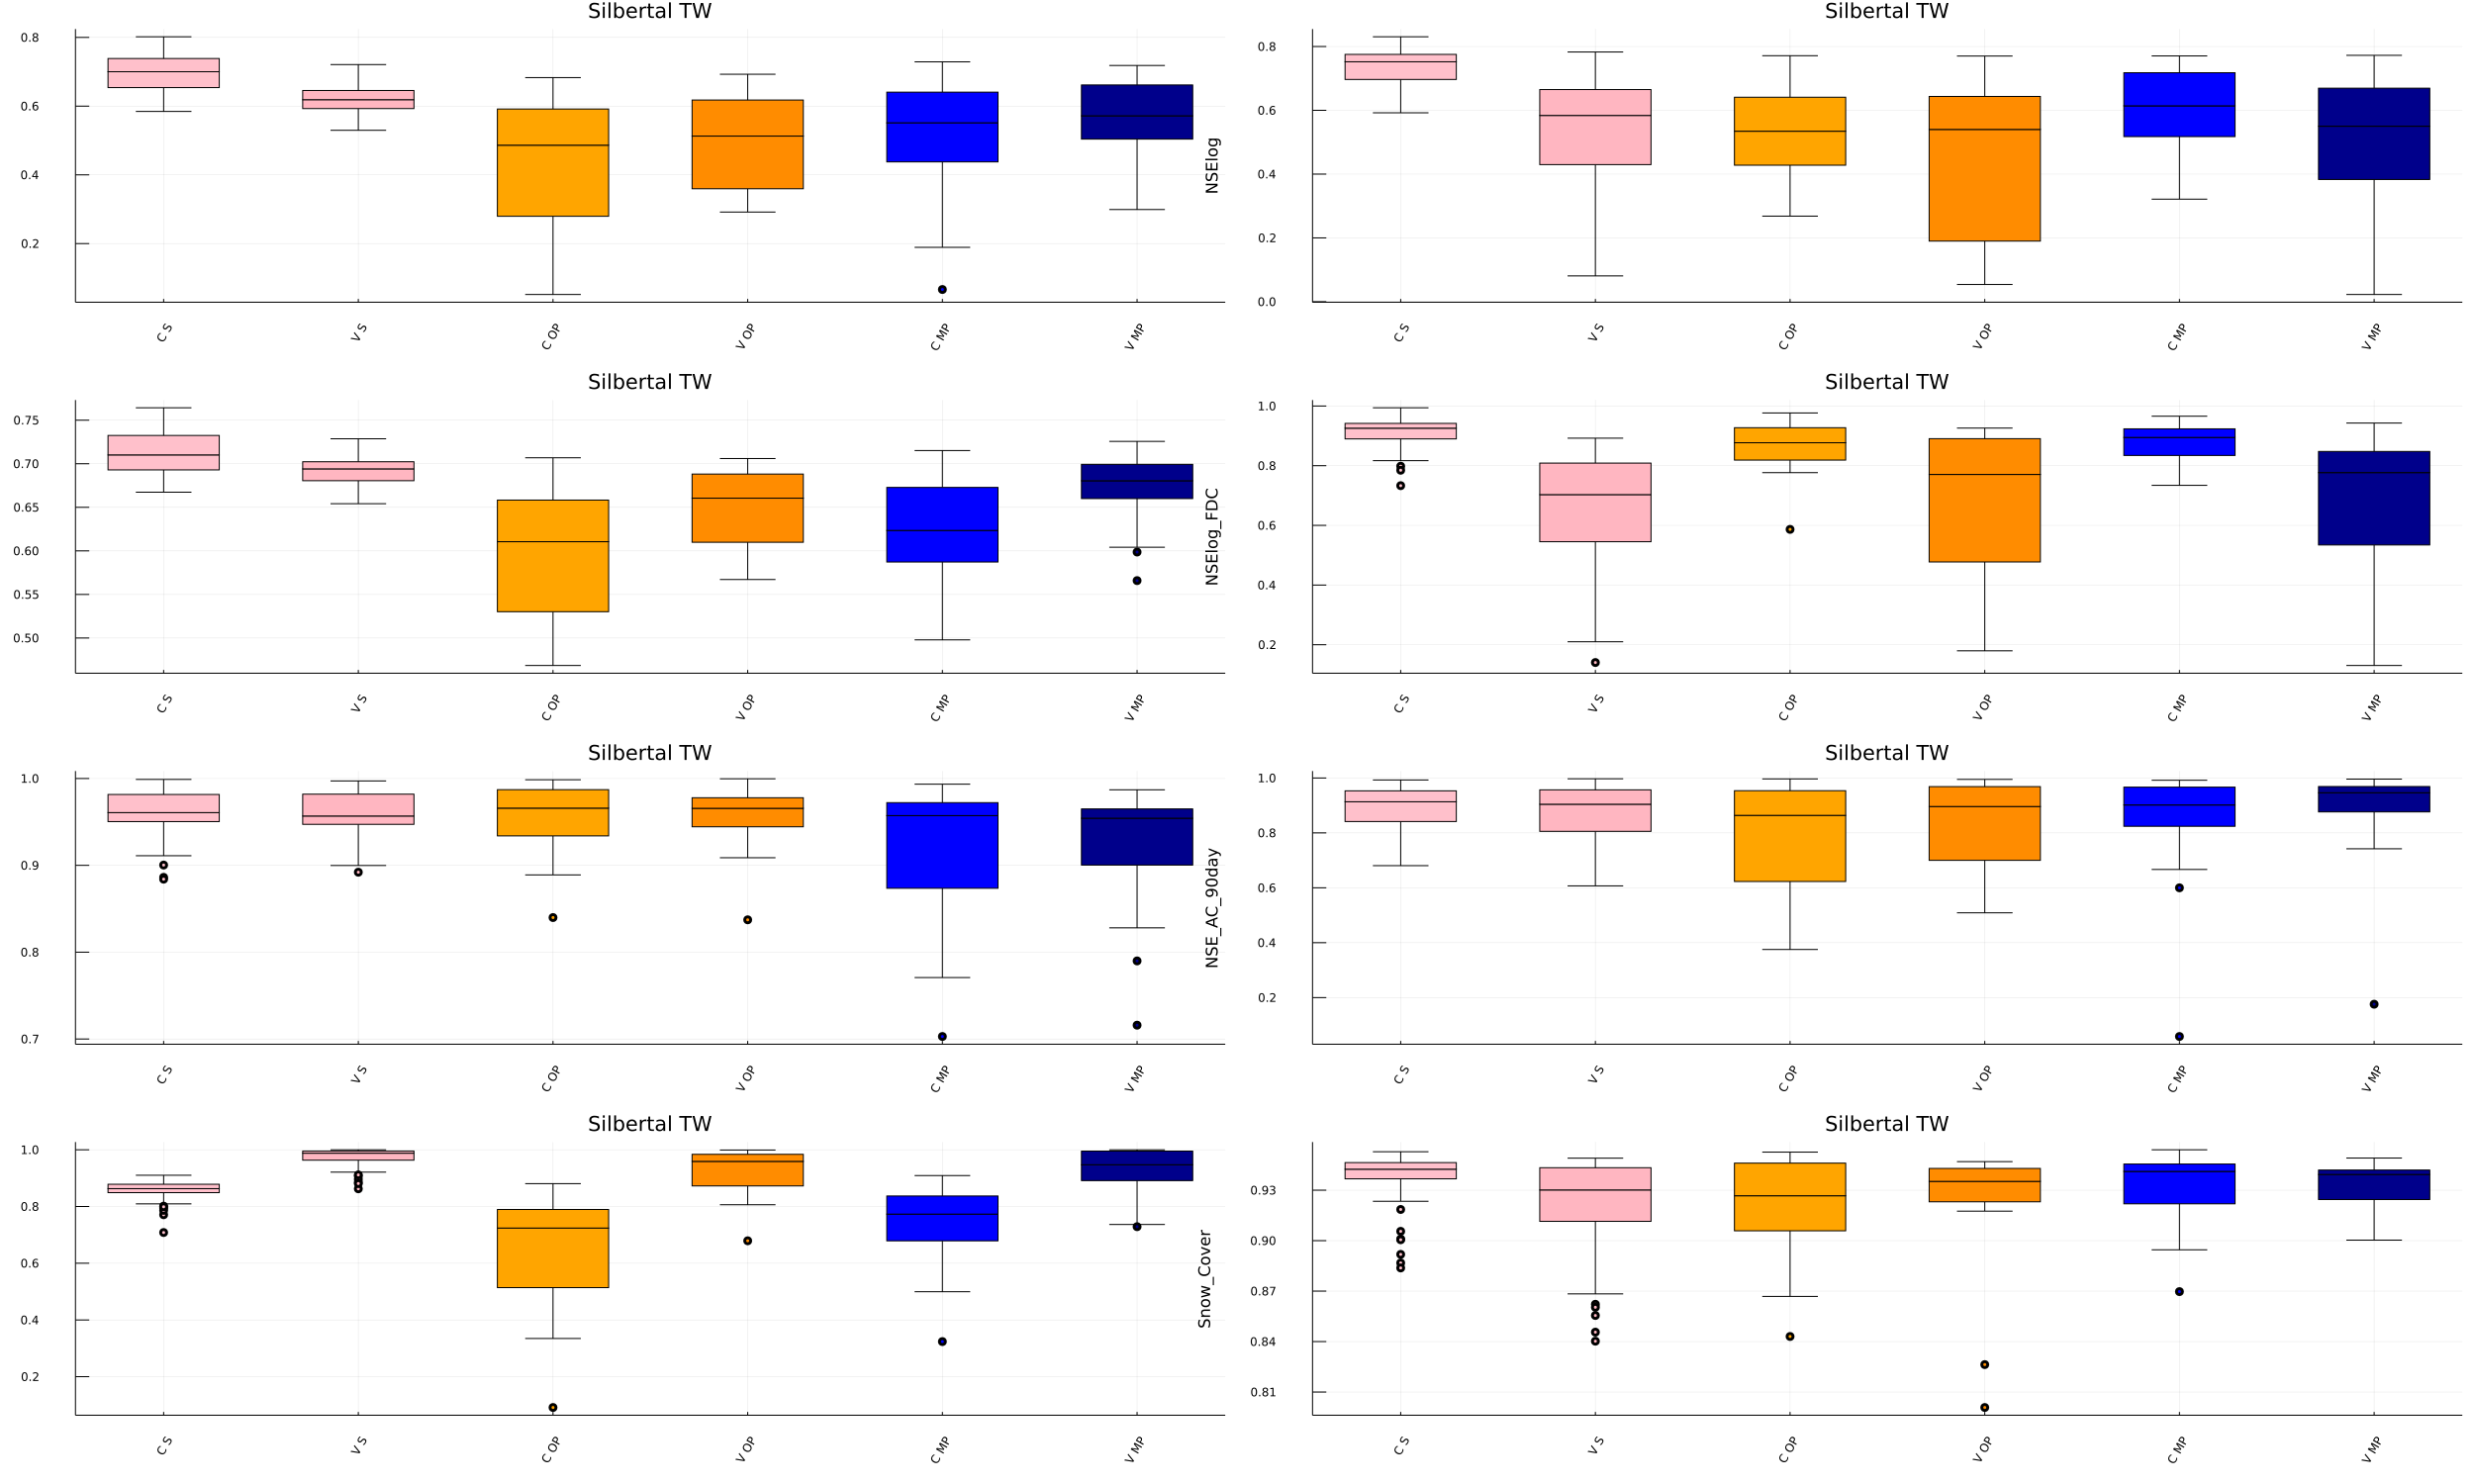 Silbertal TW
0.8
0.6
0.4
0.2
C S
V S
C OP
V OP
C MP
V MP
Silbertal TW
NSElog
0.8
0.6
0.4
0.2
0.0
C S
V S
C OP
V OP
C MP
V MP
Silbertal TW
0.75
0.70
0.65
0.60
0.55
0.50
C S
V S
C OP
V OP
C MP
V MP
Silbertal TW
NSElog_FDC
1.0
0.8
0.6
0.4
0.2
C S
V S
C OP
V OP
C MP
V MP
Silbertal TW
1.0
0.9
0.8
0.7
C S
V S
C OP
V OP
C MP
V MP
Silbertal TW
NSE_AC_90day
1.0
0.8
0.6
0.4
0.2
C S
V S
C OP
V OP
C MP
V MP
Silbertal TW
1.0
0.8
0.6
0.4
0.2
C S
V S
C OP
V OP
C MP
V MP
Silbertal TW
Snow_Cover
0.93
0.90
0.87
0.84
0.81
C S
V S
C OP
V OP
C MP
V MP